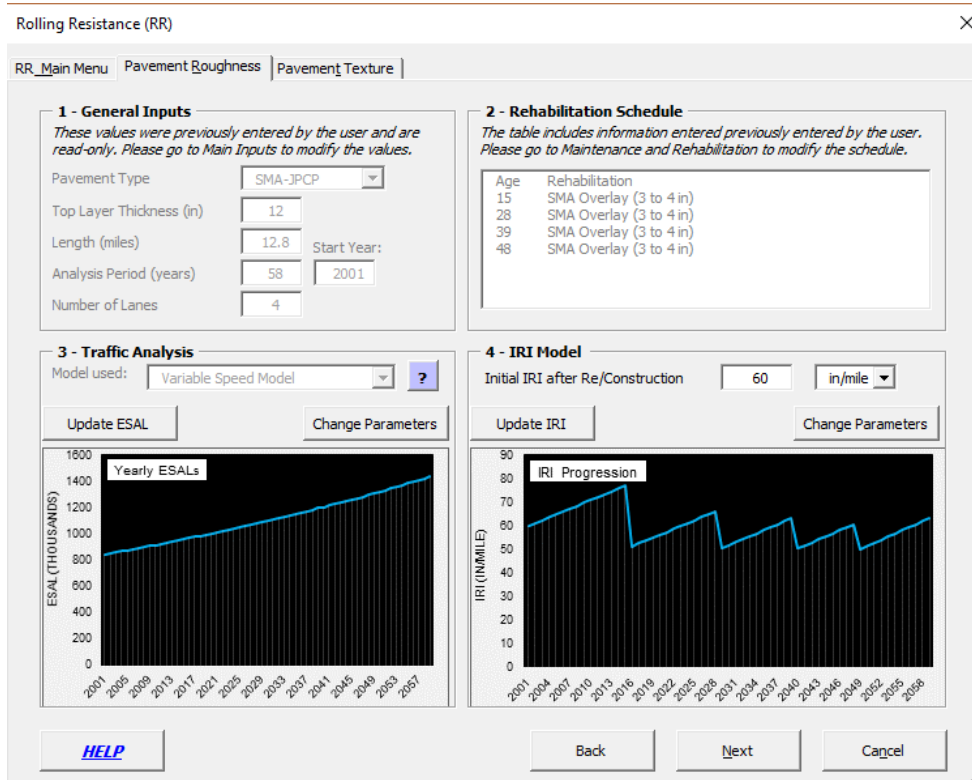 Rolling Resistance (RR)
RR_Main Menu Pavement Roughness Pavement Texture
1 - General Inputs
These values were previously entered by the user and are
read-only. Please go to Main Inputs to modify the values.
Pavement Type SMA-JPCP
Top Layer Thickness (in) 12
Length (miles) 12.8 Start Year:
Analysis Period (years) 58 2001
Number of Lanes 4
2 - Rehabilitation Schedule
The table includes information entered previously entered by the user.
Please go to Maintenance and Rehabilitation to modify the schedule.
Age Rehabilitation
15 SMA Overlay (3 to 4 in)
28 SMA Overlay (3 to 4 in)
39 SMA Overlay (3 to 4 in)
48 SMA Overlay (3 to 4 in)
3 - Traffic Analysis
Model used: Variable Speed Model ?
Update ESAL Change Parameters
Yearly ESALs
ESAL (THOUSANDS)
1600
1400
1200
1000
800
600
400
200
0
2001 2005 2009 2013 2017 2021 2025 2029 2033 2037 2041 2045 2049 2053 2057
4 - IRI Model
Initial IRI after Re/Construction 60 in/mile
Update IRI Change Parameters
IRI Progression
IRI (IN/MILE)
90
80
70
60
50
40
30
20
10
0
2001 2004 2007 2010 2013 2016 2019 2022 2025 2028 2031 2034 2037 2040 2043 2046 2049 2052 2055 2058
HELP Back Next Cancel